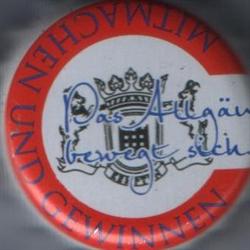 MITMACHEN UND GEWINNEN
Das Allgäu
bewegt sich.